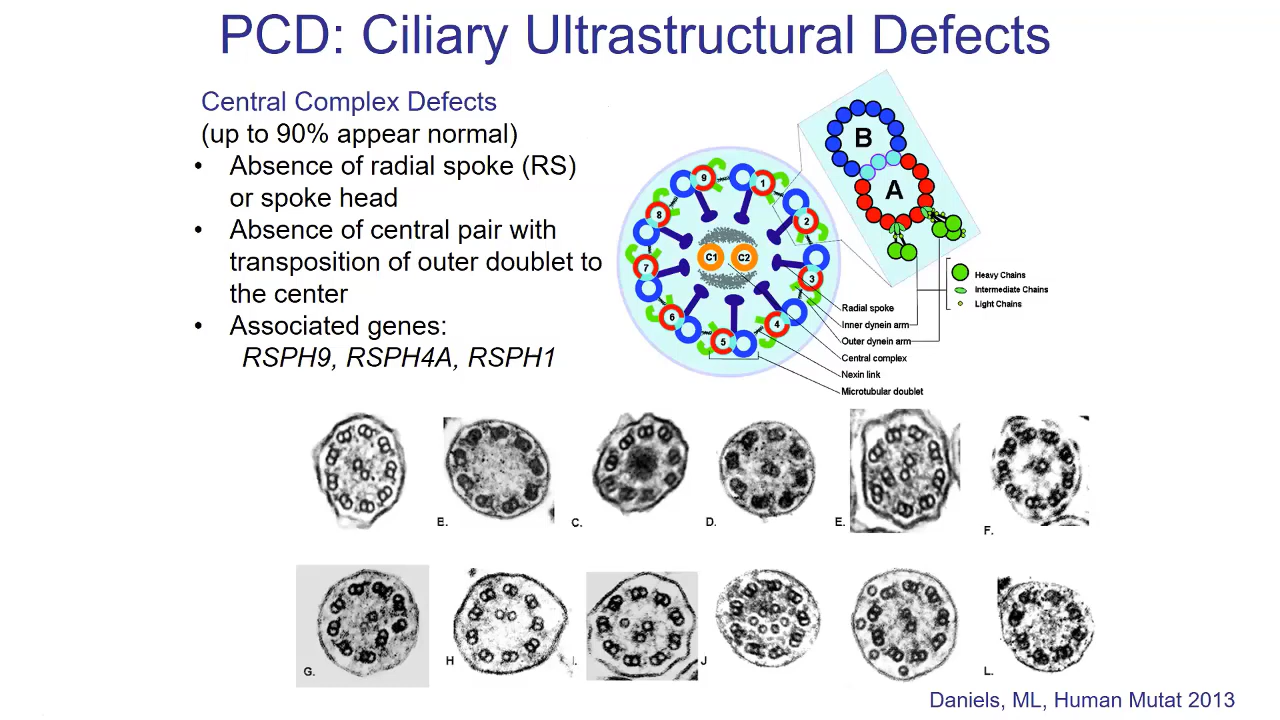 PCD: Ciliary Ultrastructural Defects
Central Complex Defects
(up to 90% appear normal)
• Absence of radial spoke (RS)
or spoke head
• Absence of central pair with
transposition of outer doublet to
the center
• Associated genes:
RSPH9, RSPH4A, RSPH1
B
A
9
1
8
2
C1
C2
7
3
6
4
5
Heavy Chains
Intermediate Chains
Light Chains
Radial spoke
Inner dynein arm
Outer dynein arm
Central complex
Nexin link
Microtubular doublet
B.
C.
D.
E.
F.
G.
H
I.
J
L.
Daniels, ML, Human Mutat 2013